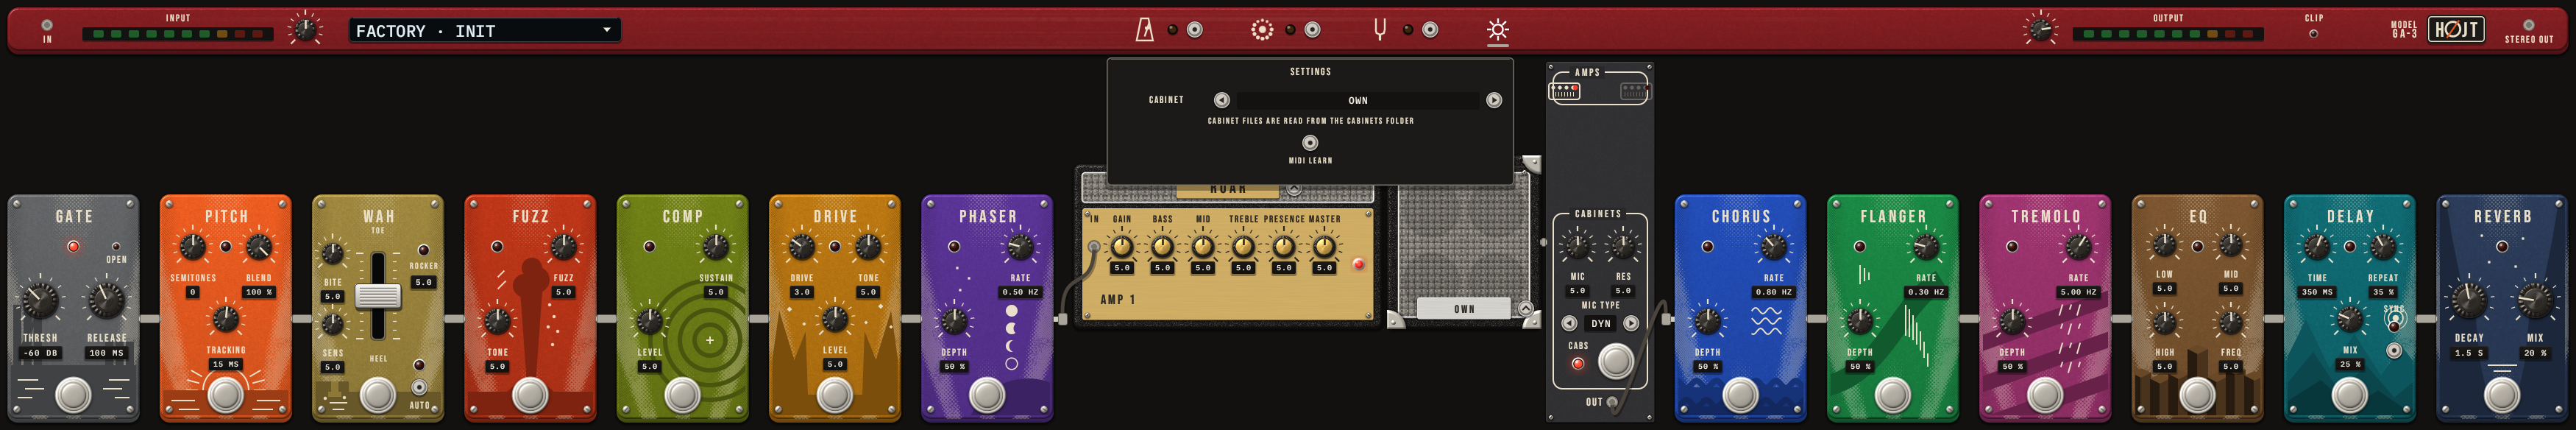 INPUT
IN
FACTORY · INIT
OUTPUT
CLIP
MODEL
GA-3
HØJT
STEREO OUT
SETTINGS
CABINET
OWN
CABINET FILES ARE READ FROM THE CABINETS FOLDER
MIDI LEARN
AMPS
GATE
OPEN
THRESH
RELEASE
-60 DB
100 MS
PITCH
SEMITONES
BLEND
0
100 %
TRACKING
15 MS
WAH
TOE
ROCKER
5.0
BITE
5.0
SENS
5.0
HEEL
AUTO
FUZZ
FUZZ
5.0
TONE
5.0
COMP
SUSTAIN
5.0
LEVEL
5.0
DRIVE
DRIVE
TONE
3.0
5.0
LEVEL
5.0
PHASER
RATE
0.50 HZ
DEPTH
50 %
ROAR
IN
GAIN
BASS
MID
TREBLE
PRESENCE
MASTER
5.0
5.0
5.0
5.0
5.0
5.0
AMP 1
OWN
CABINETS
MIC
RES
5.0
5.0
MIC TYPE
DYN
CABS
OUT
CHORUS
RATE
0.80 HZ
DEPTH
50 %
FLANGER
RATE
0.30 HZ
DEPTH
50 %
TREMOLO
RATE
5.00 HZ
DEPTH
50 %
EQ
LOW
MID
5.0
5.0
HIGH
FREQ
5.0
5.0
DELAY
TIME
REPEAT
350 MS
35 %
SYNC
MIX
25 %
REVERB
DECAY
MIX
1.5 S
20 %